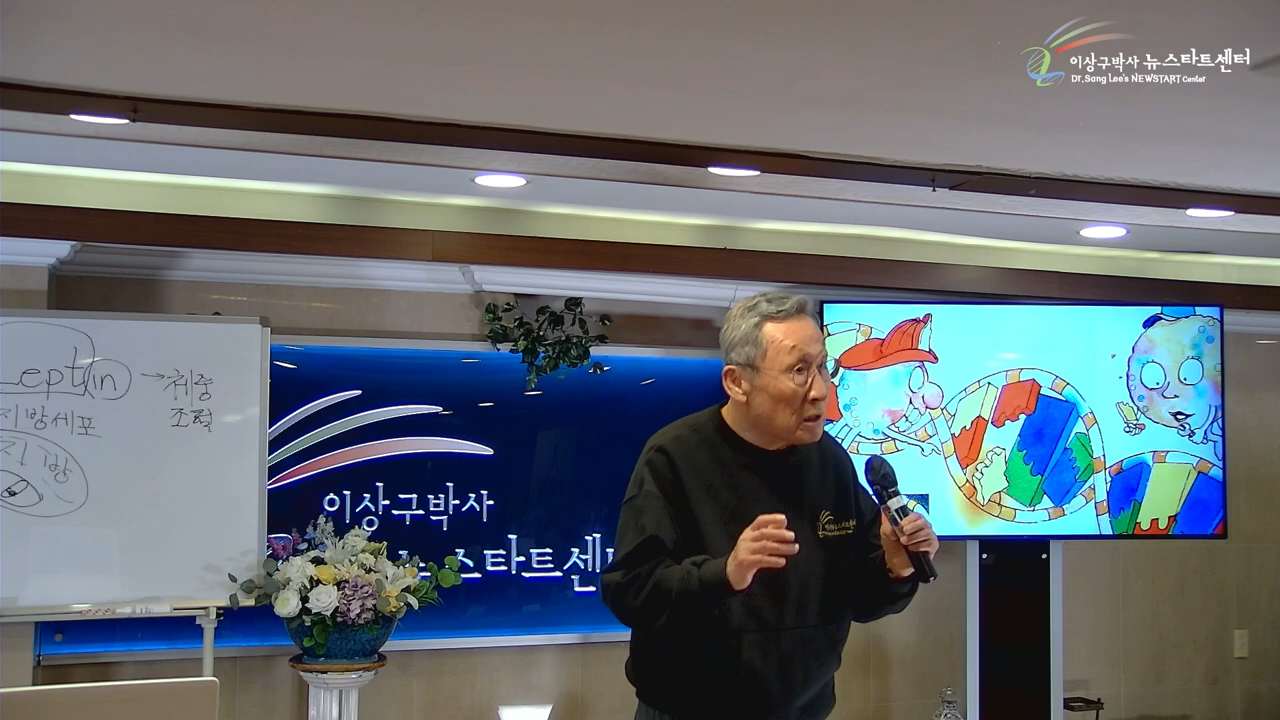 이상구박사 뉴스타트센터
Dr. Sang Lee's NEWSTART Center
Leptin → 체중
조절
지방세포
지방
이상구박사
뉴스타트센